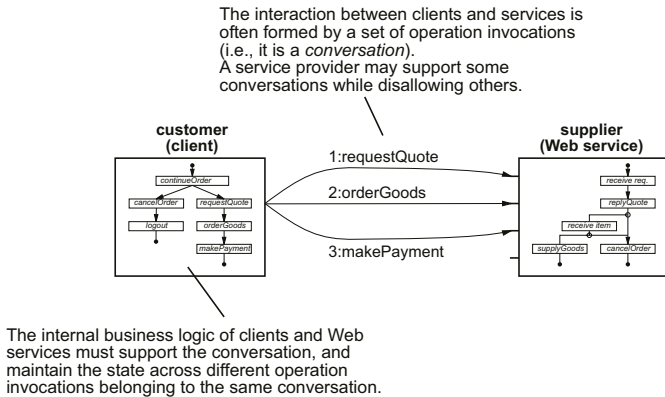 The interaction between clients and services is
often formed by a set of operation invocations
(i.e., it is a conversation).
A service provider may support some
conversations while disallowing others.
customer
(client)
supplier
(Web service)
continueOrder
cancelOrder
requestQuote
logout
orderGoods
makePayment
1:requestQuote
2:orderGoods
3:makePayment
receive req.
replyQuote
receive item
supplyGoods
cancelOrder
The internal business logic of clients and Web
services must support the conversation, and
maintain the state across different operation
invocations belonging to the same conversation.